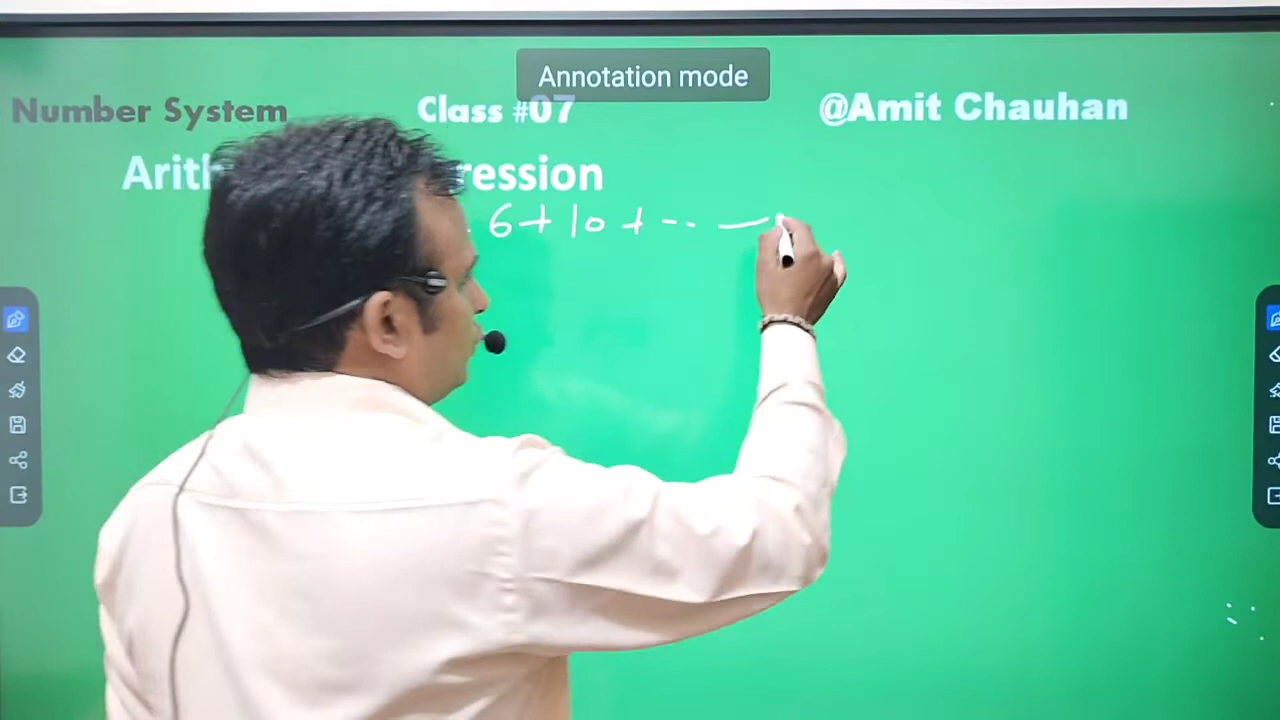 Annotation mode
Number System Class #07 @Amit Chauhan
Arith ression
6 + 10 + -- —